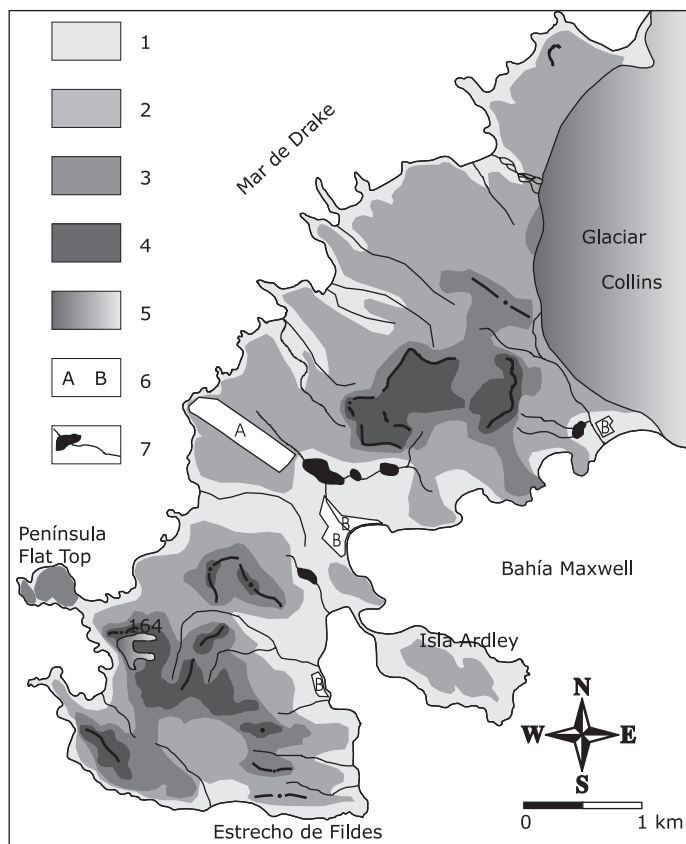 1
2
3
4
5
A B 6
7
Mar de Drake
Glaciar
Collins
A
B
B
B
Península
Flat Top
Bahía Maxwell
164
Isla Ardley
B
N
W E
S
0 1 km
Estrecho de Fildes